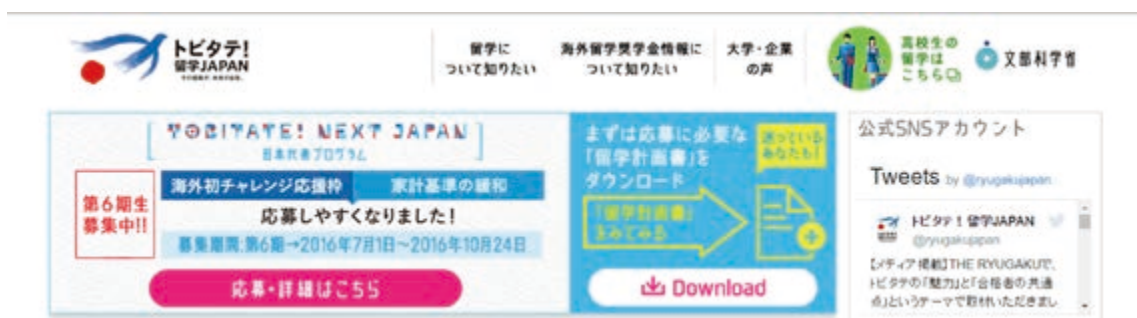 トビタテ!
留学JAPAN
留学に
ついて知りたい
海外留学奨学金情報に
ついて知りたい
大学・企業
の声
高校生の
留学は
こちら
文部科学省
TOBITATE! NEXT JAPAN
日本代表プログラム
第6期生
募集中!!
海外初チャレンジ応援枠
家計基準の緩和
応募しやすくなりました!
募集期間:第6期→2016年7月1日~2016年10月24日
応募・詳細はこちら
まずは応募に必要な
「留学計画書」を
ダウンロード
迷っている
あなたも!
「留学計画書」
をみてみる
Download
公式SNSアカウント
Tweets by @ryugakujapan
トビタテ!留学JAPAN
@ryugakujapan
【メディア掲載】THE RYUGAKUで、
トビタテの「魅力」と「合格者の共通
点」というテーマで取材いただきまし